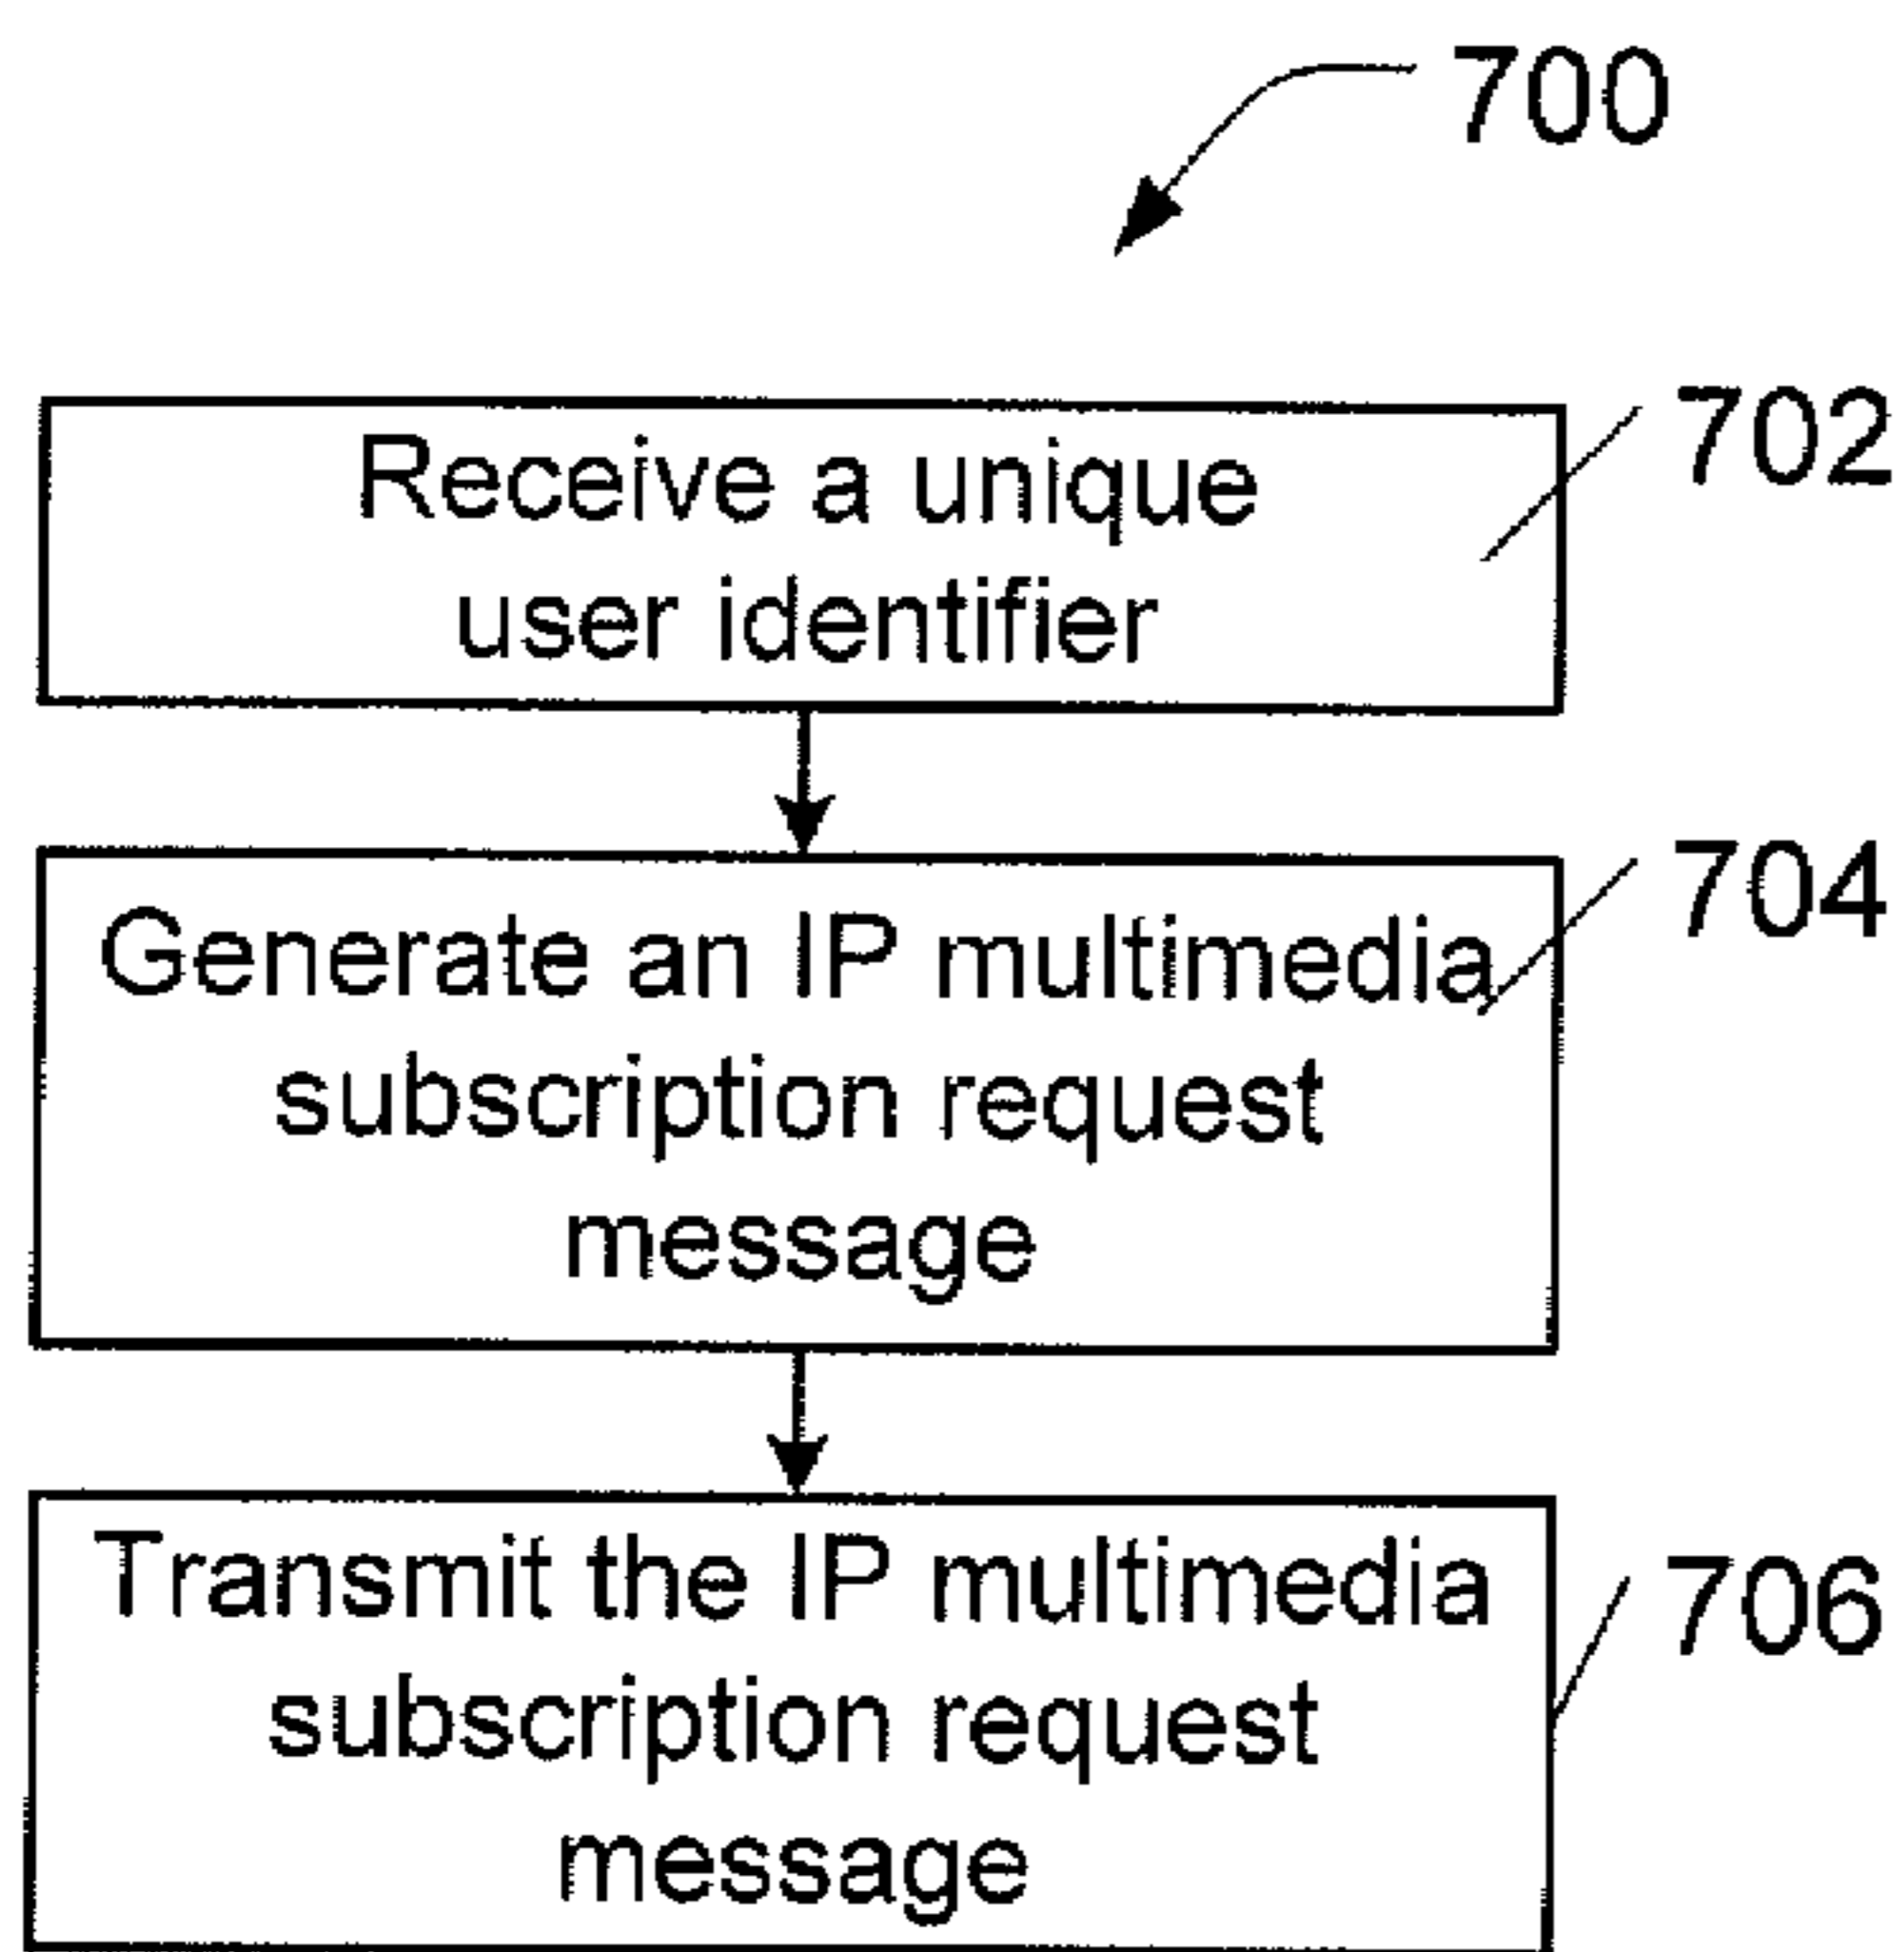 700
Receive a unique
user identifier
702
Generate an IP multimedia
subscription request
message
704
Transmit the IP multimedia
subscription request
message
706